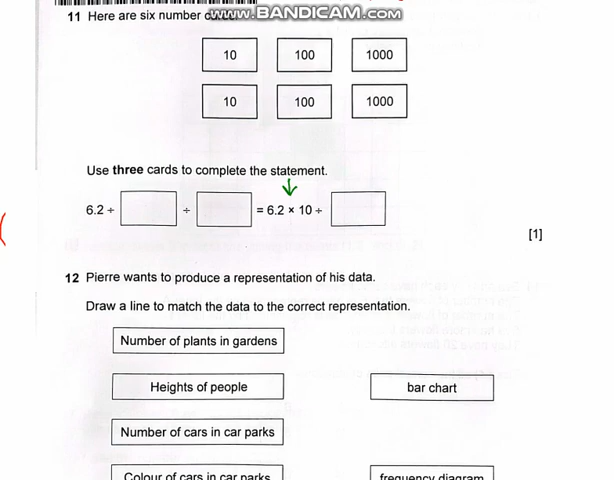 www.BANDICAM.com
11 Here are six number
10 100 1000
10 100 1000
Use three cards to complete the statement.
6.2 ÷ ÷ = 6.2 × 10 ÷
[1]
12 Pierre wants to produce a representation of his data.
Draw a line to match the data to the correct representation.
Number of plants in gardens
Heights of people
bar chart
Number of cars in car parks
Colour of cars in car parks
frequency diagram